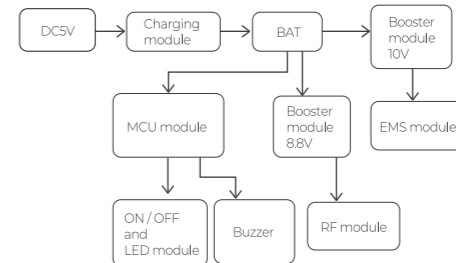 DC5V
Charging
module
BAT
Booster
module
10V
MCU module
Booster
module
8.8V
EMS module
ON / OFF
and
LED module
Buzzer
RF module